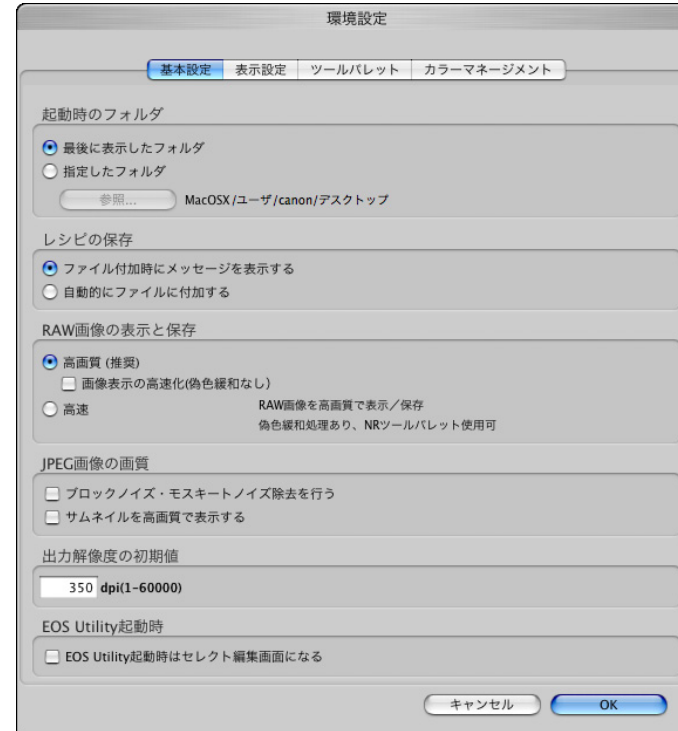 環境設定
基本設定 表示設定 ツールパレット カラーマネージメント
起動時のフォルダ
最後に表示したフォルダ
指定したフォルダ
参照... MacOSX/ユーザ/canon/デスクトップ
レシピの保存
ファイル付加時にメッセージを表示する
自動的にファイルに付加する
RAW画像の表示と保存
高画質 (推奨)
画像表示の高速化(偽色緩和なし)
高速 RAW画像を高画質で表示／保存
偽色緩和処理あり、NRツールパレット使用可
JPEG画像の画質
ブロックノイズ・モスキートノイズ除去を行う
サムネイルを高画質で表示する
出力解像度の初期値
350 dpi(1-60000)
EOS Utility起動時
EOS Utility起動時はセレクト編集画面になる
キャンセル OK